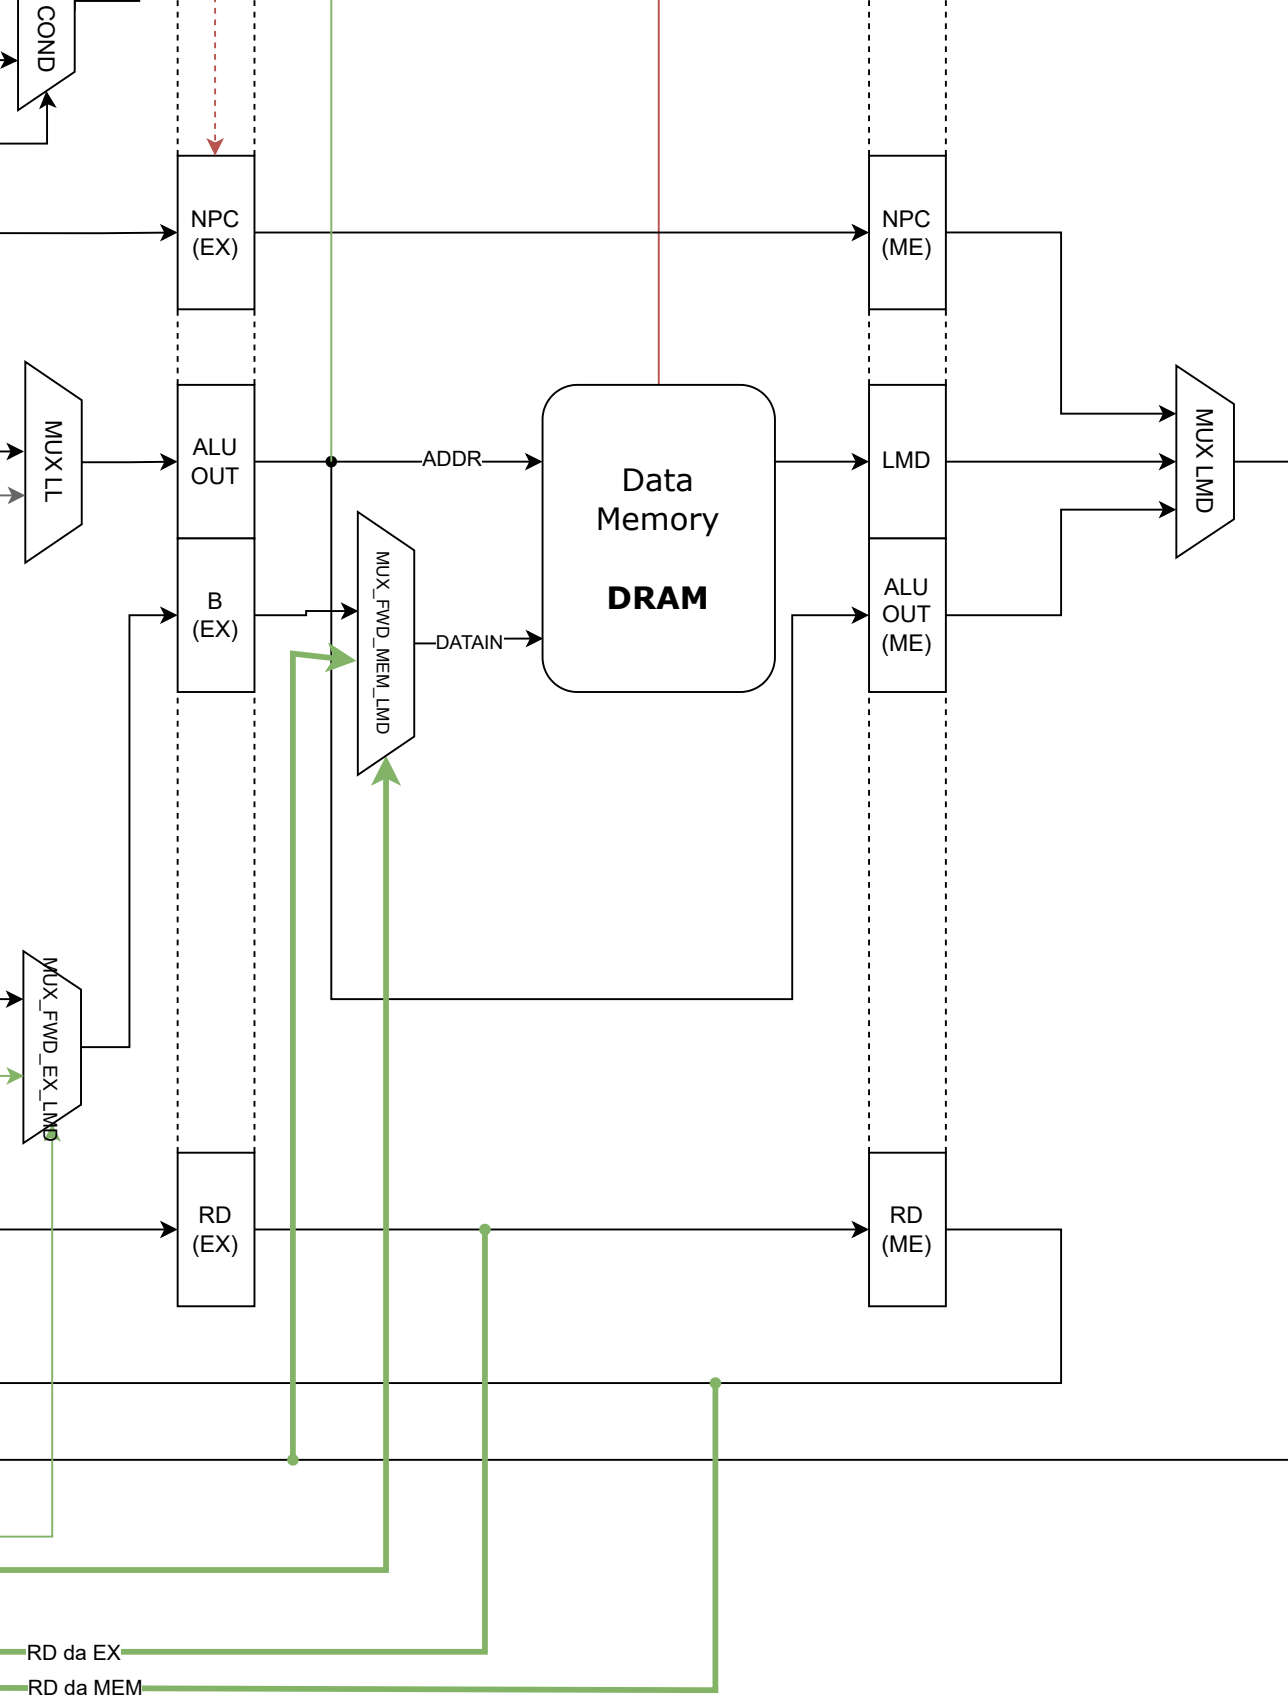 COND
NPC
(EX)
NPC
(ME)
MUX LL
ALU
OUT
ADDR
Data
Memory
DRAM
LMD
MUX LMD
B
(EX)
MUX_FWD_MEM_LMD
DATAIN
ALU
OUT
(ME)
MUX_FWD_EX_LMD
RD
(EX)
RD
(ME)
RD da EX
RD da MEM